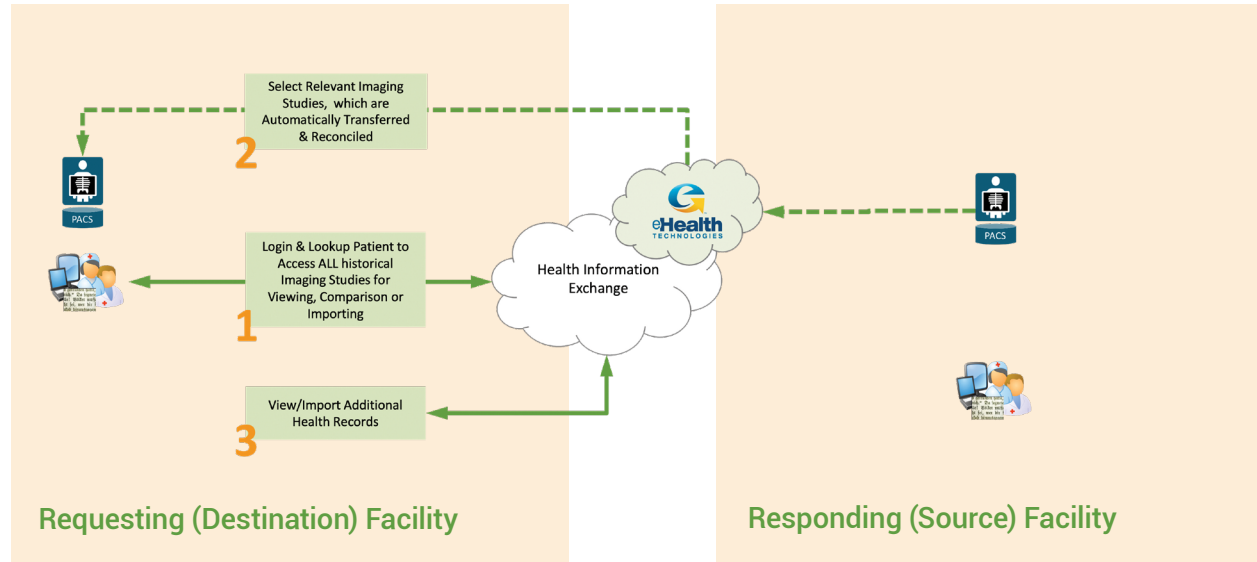 Select Relevant Imaging
Studies, which are
Automatically Transferred
& Reconciled
2
PACS
eHealth
TECHNOLOGIES
PACS
Login & Lookup Patient to
Access ALL historical
Imaging Studies for
Viewing, Comparison or
Importing
1
Health Information
Exchange
View/Import Additional
Health Records
3
Requesting (Destination) Facility
Responding (Source) Facility